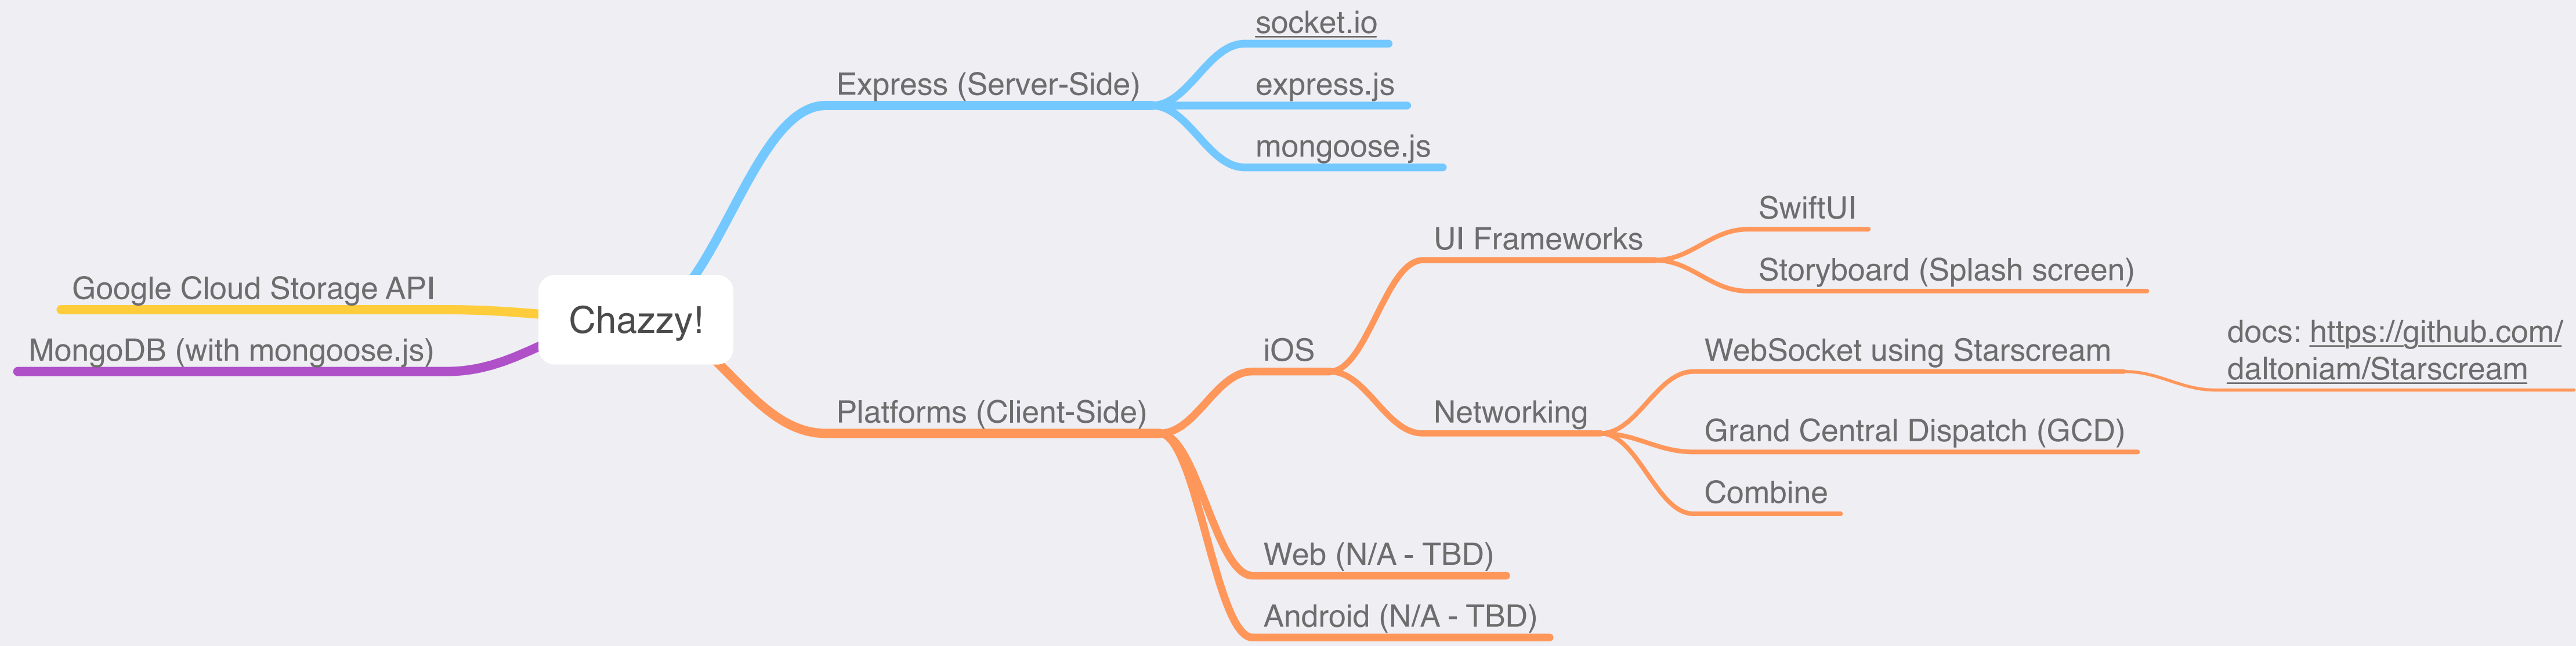 Chazzy!
Express (Server-Side)
socket.io
express.js
mongoose.js
Google Cloud Storage API
MongoDB (with mongoose.js)
Platforms (Client-Side)
iOS
UI Frameworks
SwiftUI
Storyboard (Splash screen)
Networking
WebSocket using Starscream
docs: https://github.com/
daltoniam/Starscream
Grand Central Dispatch (GCD)
Combine
Web (N/A - TBD)
Android (N/A - TBD)